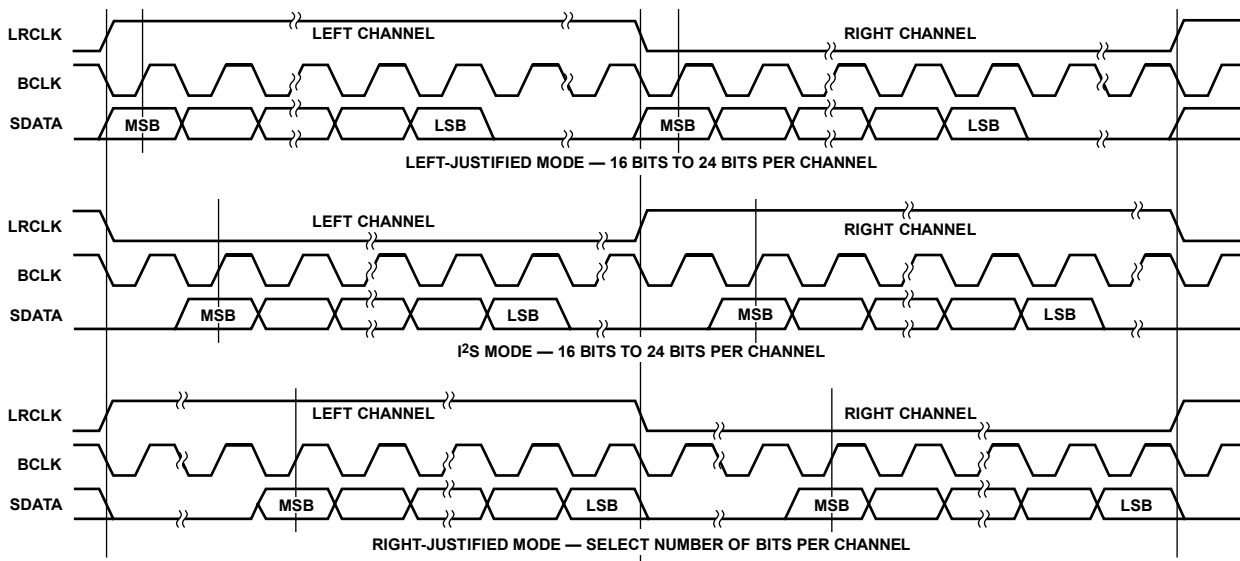 LRCLK LEFT CHANNEL RIGHT CHANNEL
BCLK
SDATA MSB LSB MSB LSB
LEFT-JUSTIFIED MODE — 16 BITS TO 24 BITS PER CHANNEL
LRCLK LEFT CHANNEL RIGHT CHANNEL
BCLK
SDATA MSB LSB MSB LSB
I²S MODE — 16 BITS TO 24 BITS PER CHANNEL
LRCLK LEFT CHANNEL RIGHT CHANNEL
BCLK
SDATA MSB LSB MSB LSB
RIGHT-JUSTIFIED MODE — SELECT NUMBER OF BITS PER CHANNEL